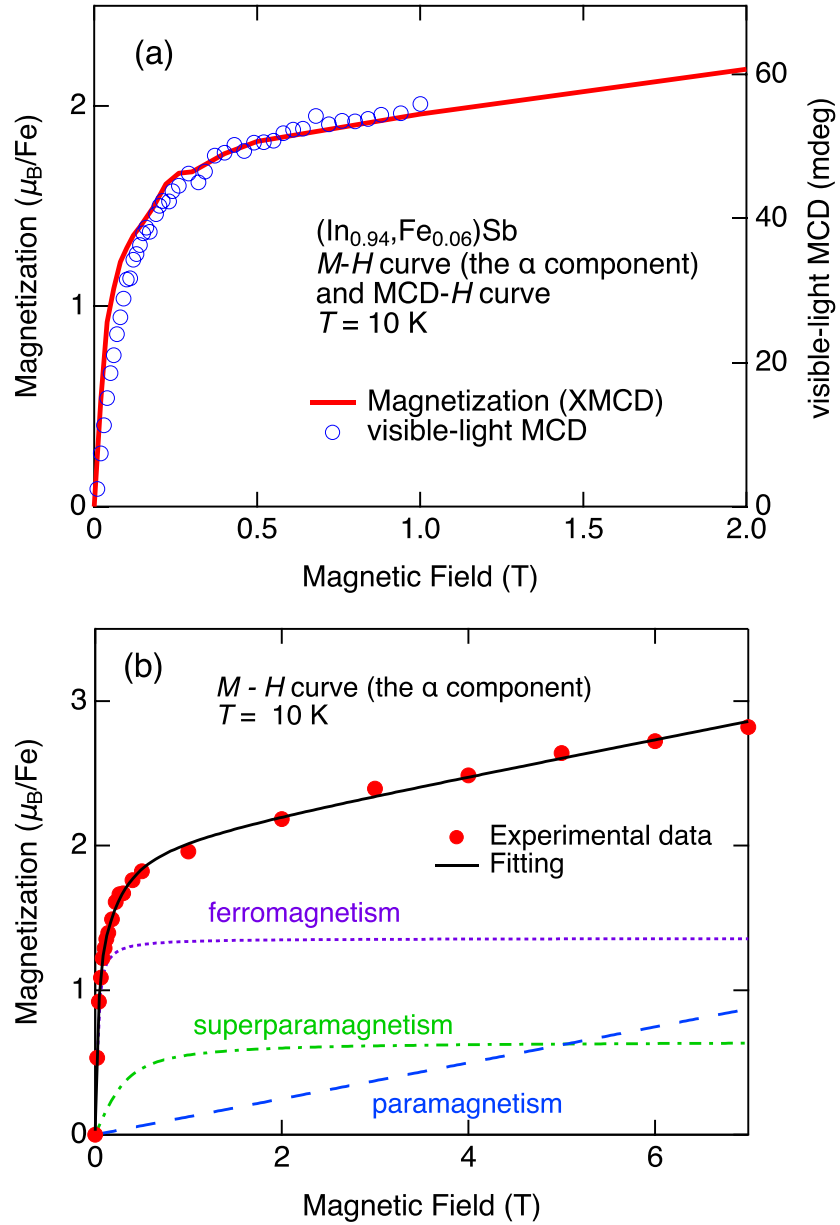 (a)
2
1
0
Magnetization (μB/Fe)
60
40
20
0
visible-light MCD (mdeg)
(In0.94,Fe0.06)Sb
M-H curve (the α component)
and MCD-H curve
T = 10 K
Magnetization (XMCD)
visible-light MCD
0 0.5 1.0 1.5 2.0
Magnetic Field (T)
(b)
M - H curve (the α component)
T = 10 K
3
2
1
0
Magnetization (μB/Fe)
Experimental data
Fitting
ferromagnetism
superparamagnetism
paramagnetism
0 2 4 6
Magnetic Field (T)